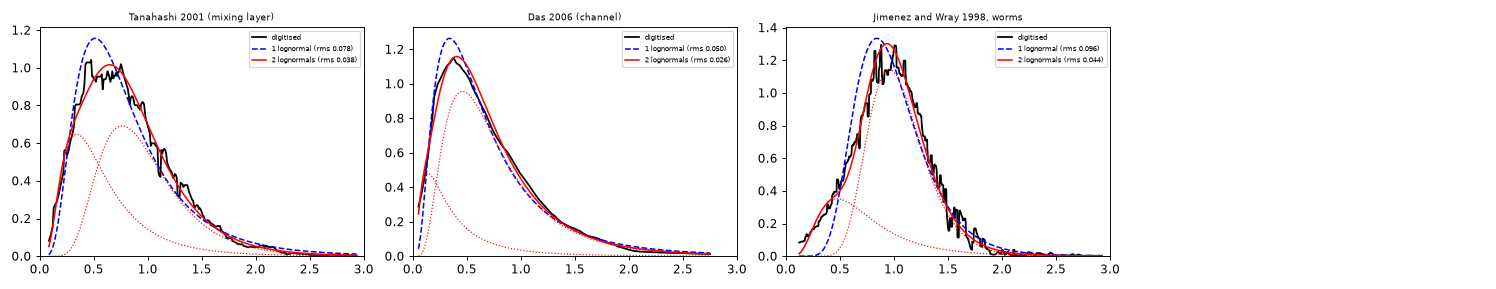 Tanahashi 2001 (mixing layer)
digitised
1 lognormal (rms 0.078)
2 lognormals (rms 0.038)
1.2
1.0
0.8
0.6
0.4
0.2
0.0
0.0 0.5 1.0 1.5 2.0 2.5 3.0
Das 2006 (channel)
digitised
1 lognormal (rms 0.050)
2 lognormals (rms 0.026)
1.2
1.0
0.8
0.6
0.4
0.2
0.0
0.0 0.5 1.0 1.5 2.0 2.5 3.0
Jimenez and Wray 1998, worms
digitised
1 lognormal (rms 0.096)
2 lognormals (rms 0.044)
1.4
1.2
1.0
0.8
0.6
0.4
0.2
0.0
0.0 0.5 1.0 1.5 2.0 2.5 3.0